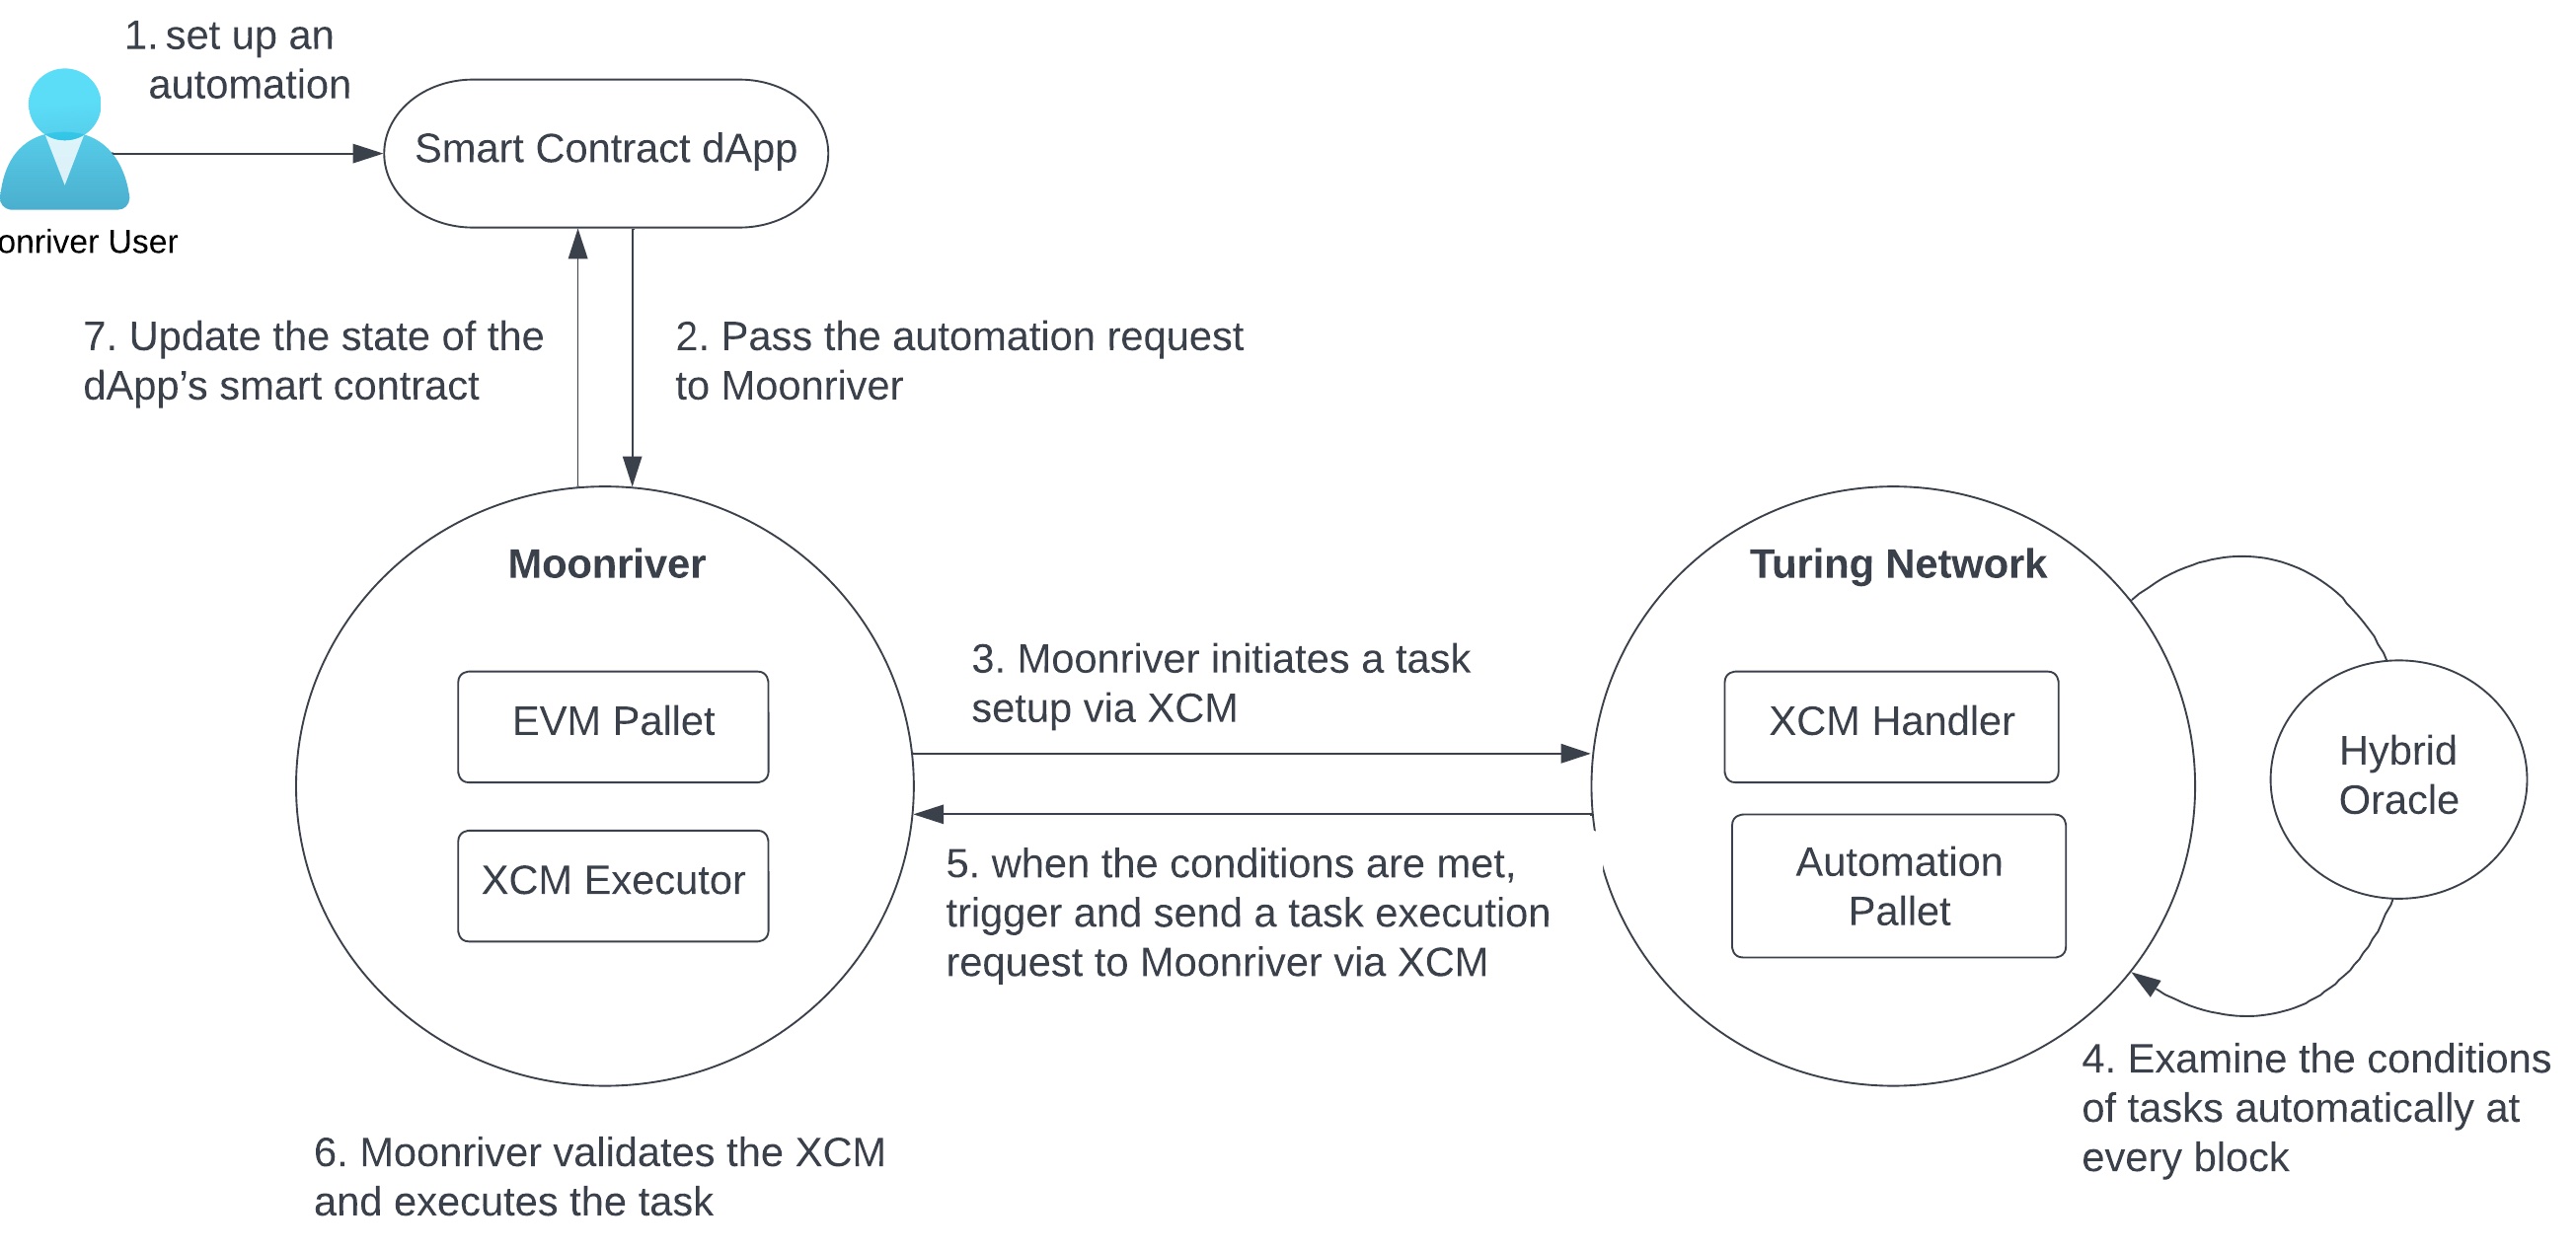 1. set up an
automation
Smart Contract dApp
onriver User
7. Update the state of the
dApp’s smart contract
2. Pass the automation request
to Moonriver
Moonriver
EVM Pallet
XCM Executor
3. Moonriver initiates a task
setup via XCM
5. when the conditions are met,
trigger and send a task execution
request to Moonriver via XCM
Turing Network
XCM Handler
Automation
Pallet
Hybrid
Oracle
4. Examine the conditions
of tasks automatically at
every block
6. Moonriver validates the XCM
and executes the task